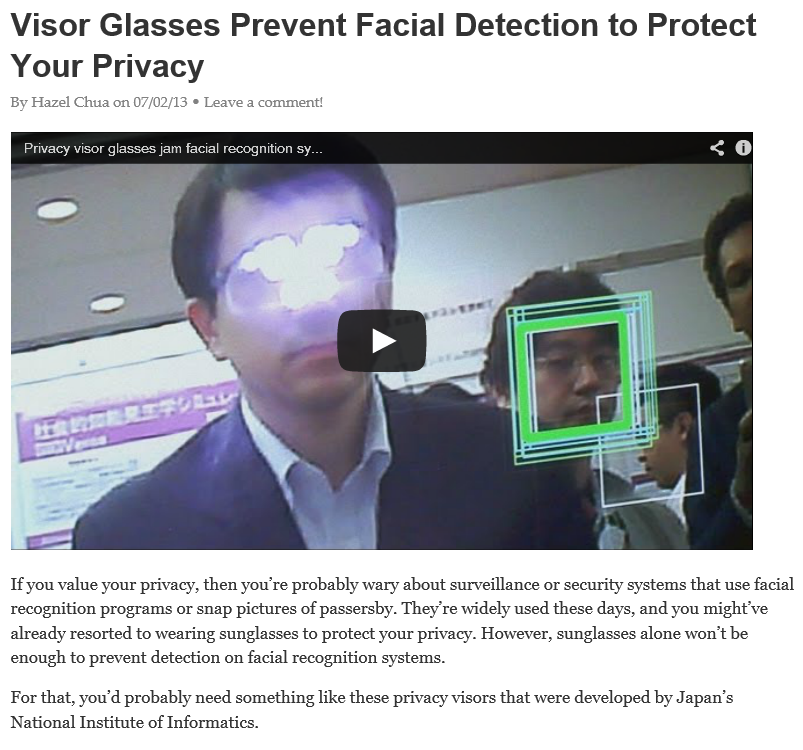 Visor Glasses Prevent Facial Detection to Protect
Your Privacy
By Hazel Chua on 07/02/13 • Leave a comment!
Privacy visor glasses jam facial recognition sy...
If you value your privacy, then you're probably wary about surveillance or security systems that use facial
recognition programs or snap pictures of passersby. They're widely used these days, and you might've
already resorted to wearing sunglasses to protect your privacy. However, sunglasses alone won't be
enough to prevent detection on facial recognition systems.
For that, you'd probably need something like these privacy visors that were developed by Japan's
National Institute of Informatics.